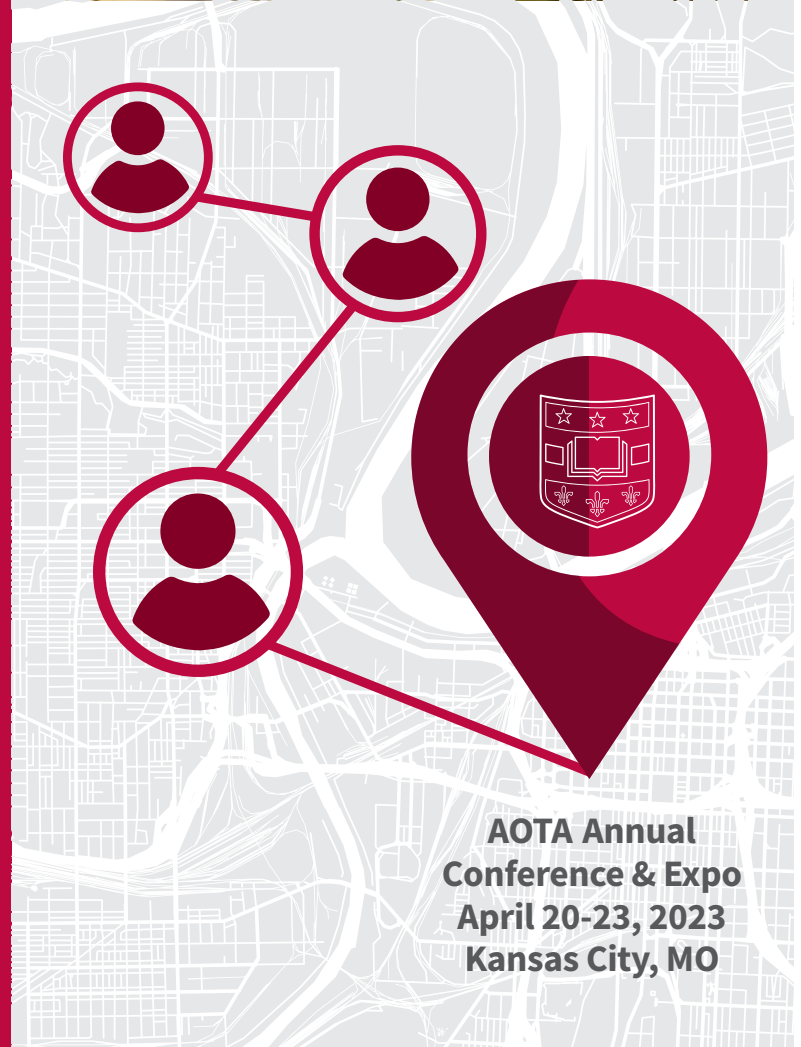 AOTA Annual
Conference & Expo
April 20-23, 2023
Kansas City, MO